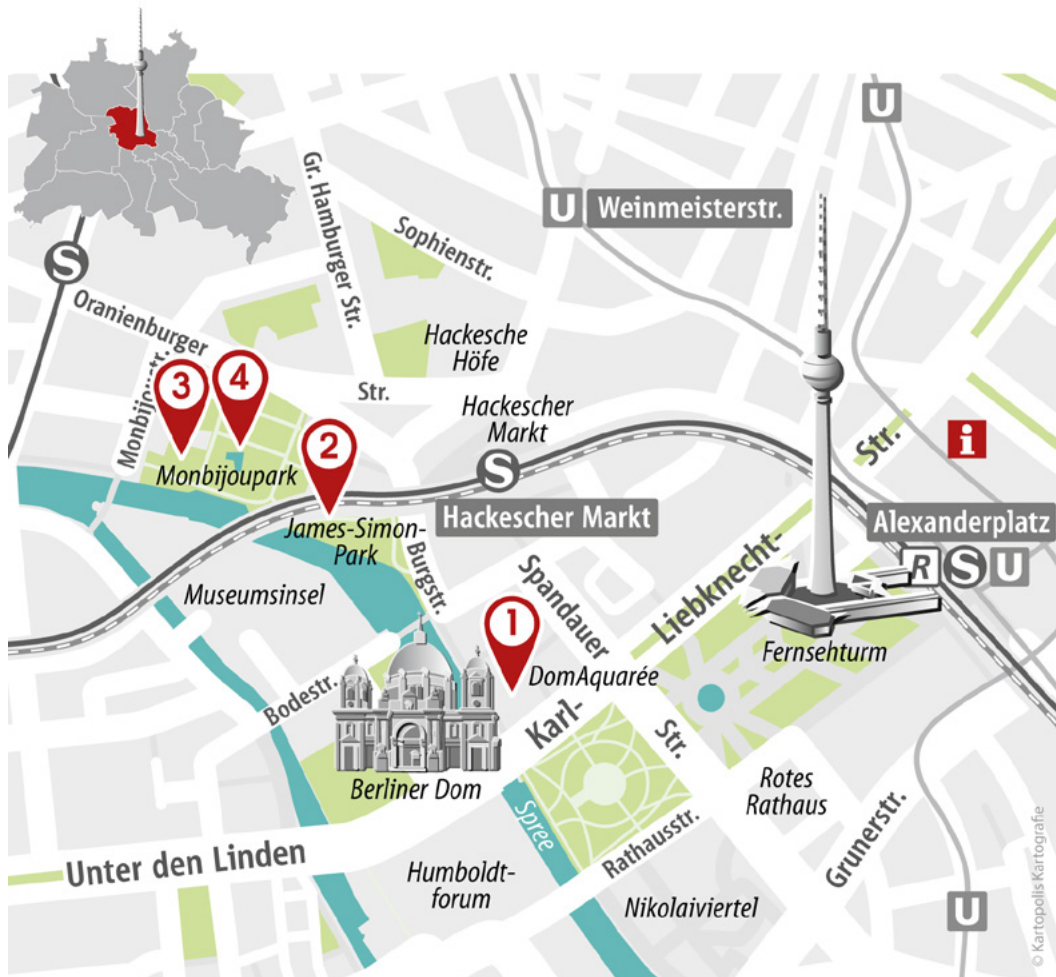 U
Gr. Hamburger Str.
U Weinmeisterstr.
Sophienstr.
S
Oranienburger
Hackesche
Höfe
Monbijoustr.
3
4
Str.
Hackescher
Markt
Str.
i
2
S
Monbijoupark
Hackescher Markt
Alexanderplatz
James-Simon-
Park
R S U
Burgstr.
Spandauer
Liebknecht-
Museumsinsel
1
Fernsehturm
DomAquarée
Bodestr.
Karl-
Str.
Berliner Dom
Rotes
Rathaus
Spree
Rathausstr.
Grunerstr.
Unter den Linden
Humboldt-
forum
Nikolaiviertel
U
© Kartopolis Kartografie